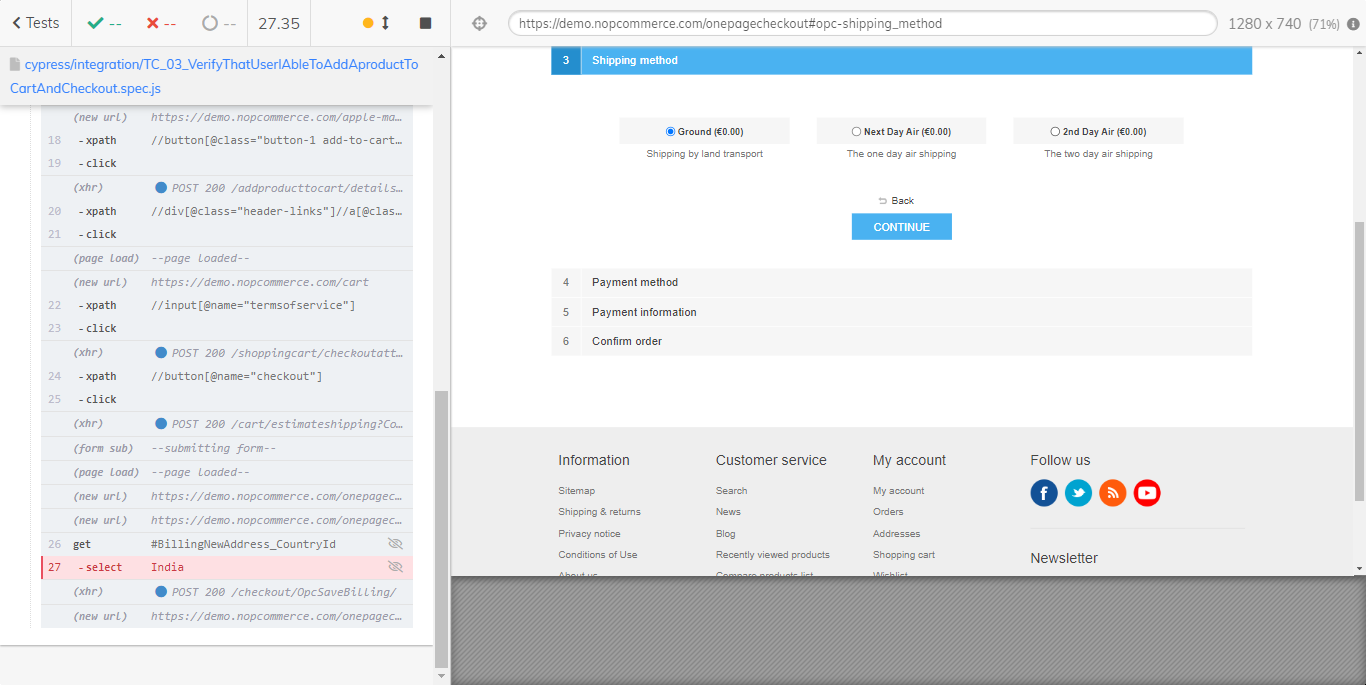 Tests
--
--
--
27.35
https://demo.nopcommerce.com/onepagecheckout#opc-shipping_method
1280 x 740 (71%)
cypress/integration/TC_03_VerifyThatUserIAbleToAddAproductTo
CartAndCheckout.spec.js
(new url) https://demo.nopcommerce.com/apple-ma…
18 -xpath //button[@class="button-1 add-to-cart…
19 -click
(xhr) POST 200 /addproducttocart/details…
20 -xpath //div[@class="header-links"]//a[@clas…
21 -click
(page load) --page loaded--
(new url) https://demo.nopcommerce.com/cart
22 -xpath //input[@name="termsofservice"]
23 -click
(xhr) POST 200 /shoppingcart/checkoutatt…
24 -xpath //button[@name="checkout"]
25 -click
(xhr) POST 200 /cart/estimateshipping?Co…
(form sub) --submitting form--
(page load) --page loaded--
(new url) https://demo.nopcommerce.com/onepagec…
(new url) https://demo.nopcommerce.com/onepagec…
26 get #BillingNewAddress_CountryId
27 -select India
(xhr) POST 200 /checkout/OpcSaveBilling/
(new url) https://demo.nopcommerce.com/onepagec…
3 Shipping method
Ground (€0.00)
Shipping by land transport
Next Day Air (€0.00)
The one day air shipping
2nd Day Air (€0.00)
The two day air shipping
Back
CONTINUE
4 Payment method
5 Payment information
6 Confirm order
Information
Sitemap
Shipping & returns
Privacy notice
Conditions of Use
About us
Customer service
Search
News
Blog
Recently viewed products
Compare products list
My account
My account
Orders
Addresses
Shopping cart
Wishlist
Follow us
Newsletter